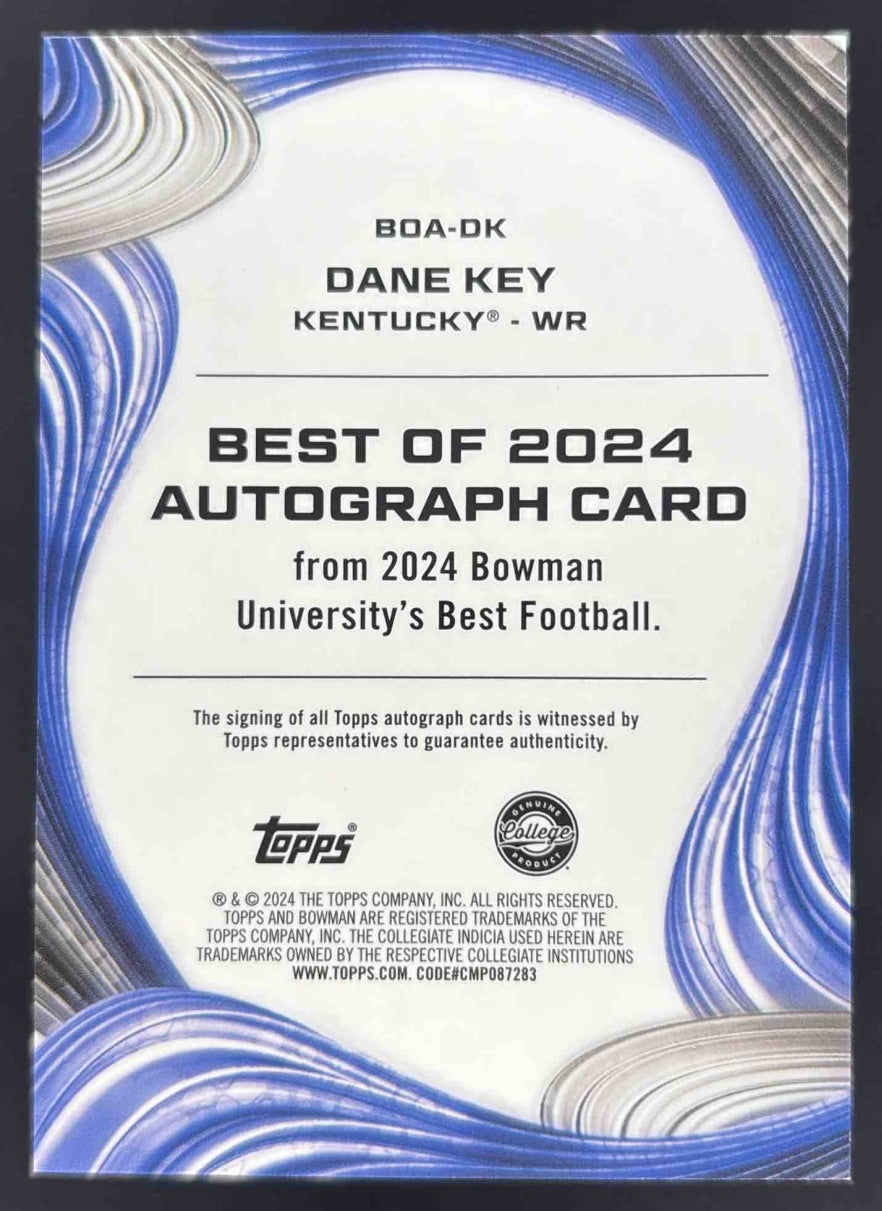 BOA-DK
DANE KEY
KENTUCKY® - WR
BEST OF 2024
AUTOGRAPH CARD
from 2024 Bowman
University's Best Football.
The signing of all Topps autograph cards is witnessed by
Topps representatives to guarantee authenticity.
topps®
GENUINE
College
PRODUCT
® & © 2024 THE TOPPS COMPANY, INC. ALL RIGHTS RESERVED.
TOPPS AND BOWMAN ARE REGISTERED TRADEMARKS OF THE
TOPPS COMPANY, INC. THE COLLEGIATE INDICIA USED HEREIN ARE
TRADEMARKS OWNED BY THE RESPECTIVE COLLEGIATE INSTITUTIONS
WWW.TOPPS.COM. CODE#CMP087283